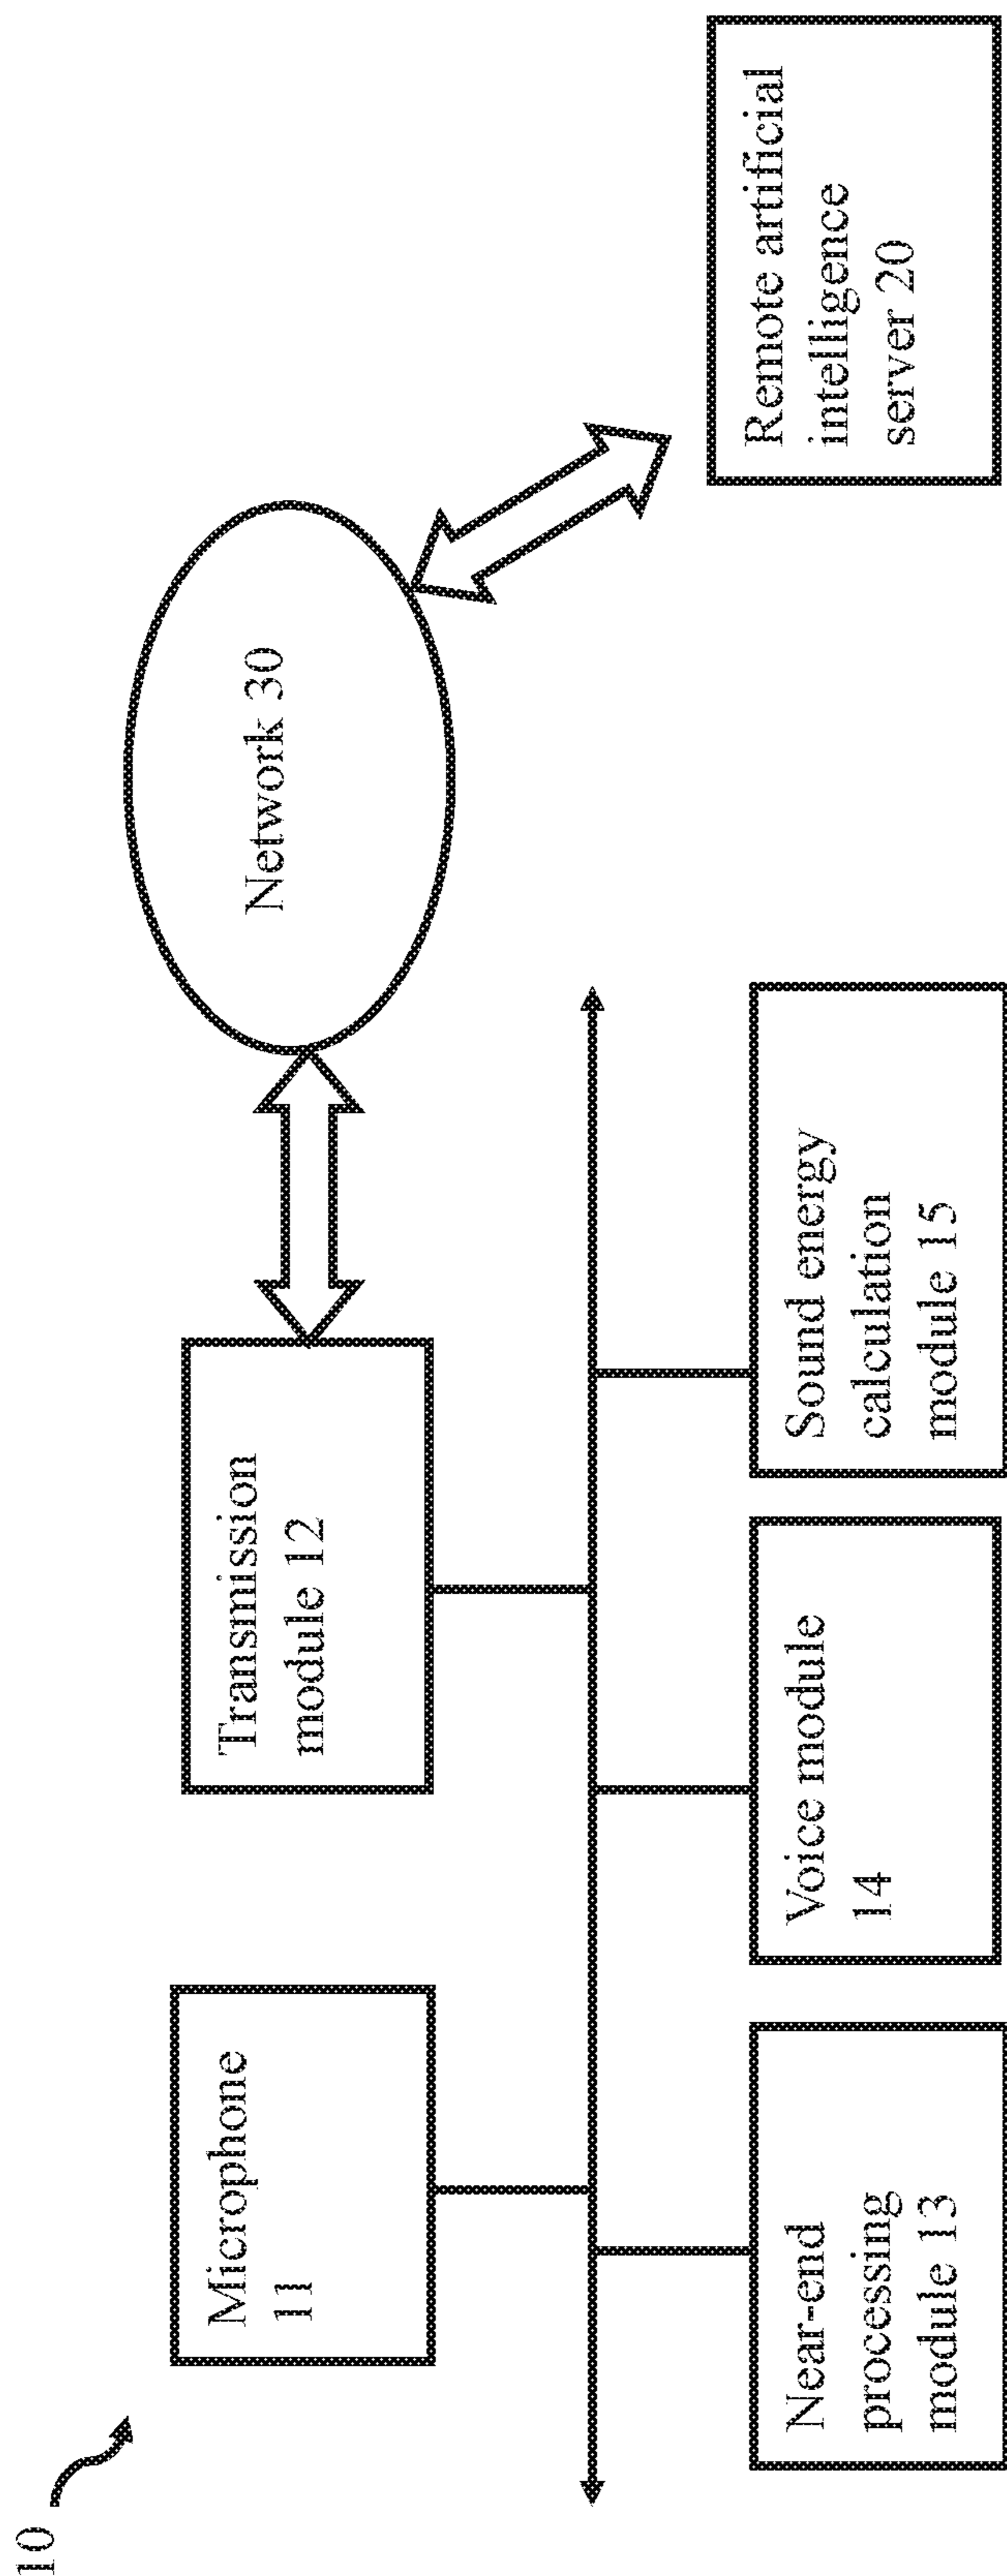 10
Microphone
11
Transmission
module 12
Network 30
Near-end
processing
module 13
Voice module
14
Sound energy
calculation
module 15
Remote artificial
intelligence
server 20